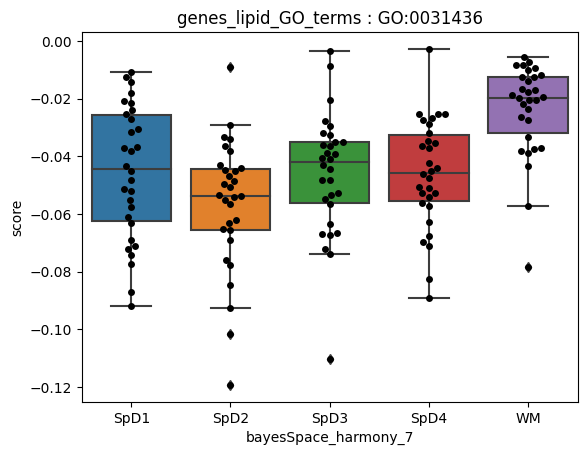 genes_lipid_GO_terms : GO:0031436
0.00
−0.02
−0.04
−0.06
−0.08
−0.10
−0.12
score
SpD1 SpD2 SpD3 SpD4 WM
bayesSpace_harmony_7